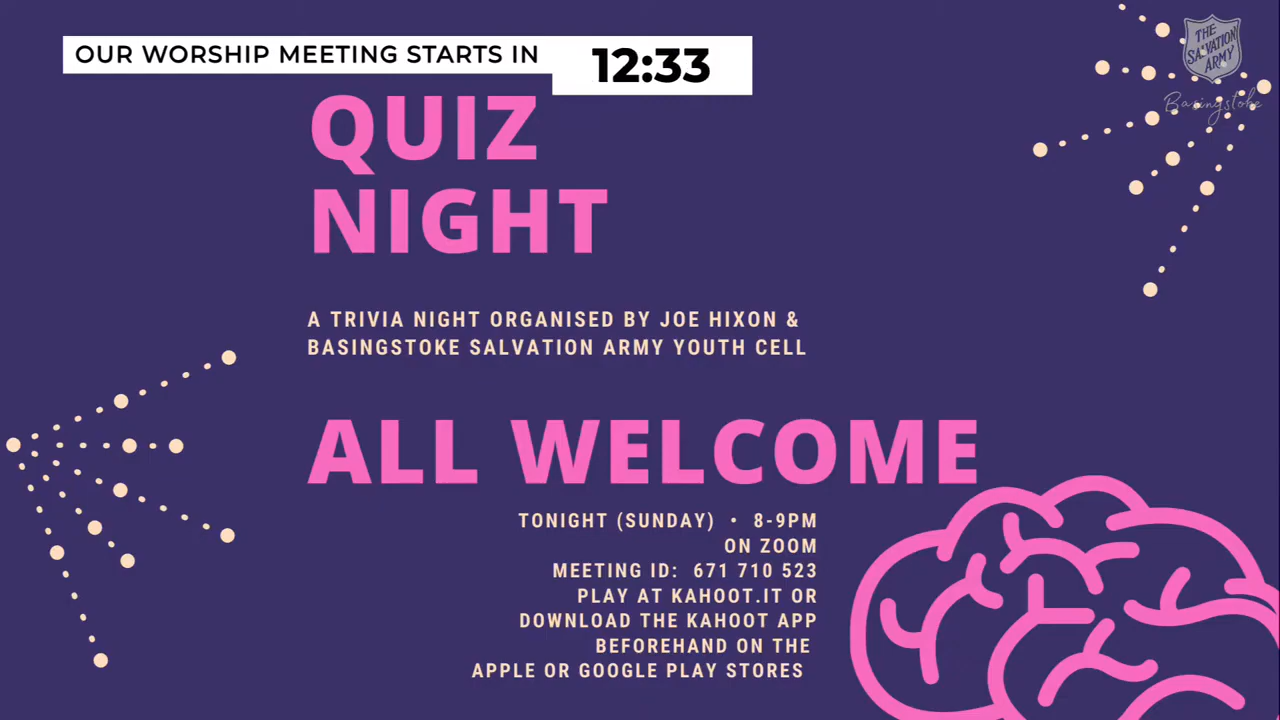 OUR WORSHIP MEETING STARTS IN
12:33
THE
SALVATION
ARMY
Basingstoke
QUIZ
NIGHT
A TRIVIA NIGHT ORGANISED BY JOE HIXON &
BASINGSTOKE SALVATION ARMY YOUTH CELL
ALL WELCOME
TONIGHT (SUNDAY) • 8-9PM
ON ZOOM
MEETING ID: 671 710 523
PLAY AT KAHOOT.IT OR
DOWNLOAD THE KAHOOT APP
BEFOREHAND ON THE
APPLE OR GOOGLE PLAY STORES